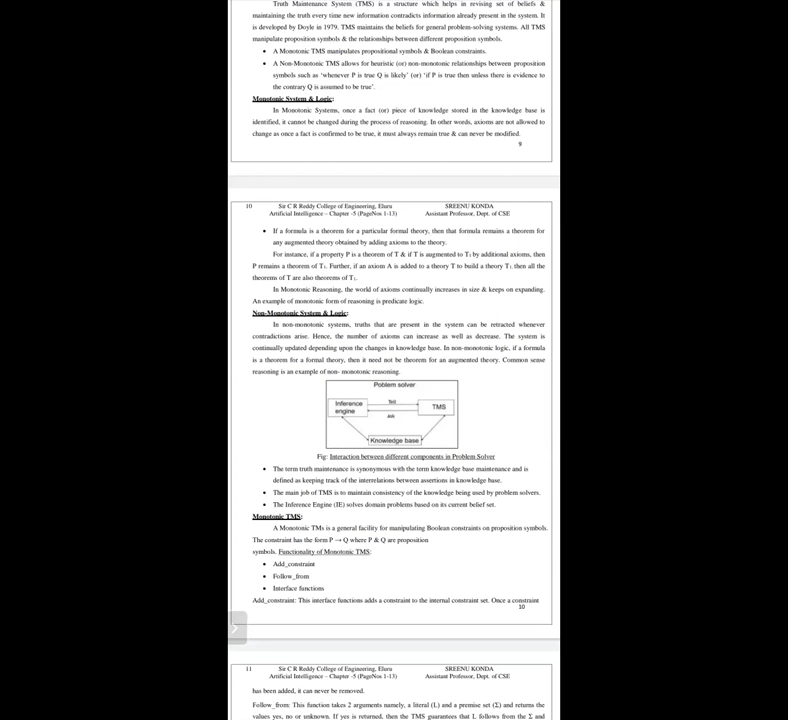 Truth Maintenance System (TMS) is a structure which helps in revising set of beliefs &
maintaining the truth every time new information contradicts information already present in the system. It
is developed by Doyle in 1979. TMS maintains the beliefs for general problem-solving systems. All TMS
manipulate proposition symbols & the relationships between different proposition symbols.
• A Monotonic TMS manipulates propositional symbols & Boolean constraints.
• A Non-Monotonic TMS allows for heuristic (or) non-monotonic relationships between proposition
symbols such as ‘whenever P is true Q is likely’ (or) ‘if P is true then unless there is evidence to
the contrary Q is assumed to be true’.
Monotonic System & Logic:
In Monotonic Systems, once a fact (or) piece of knowledge stored in the knowledge base is
identified, it cannot be changed during the process of reasoning. In other words, axioms are not allowed to
change as once a fact is confirmed to be true, it must always remain true & can never be modified.
9
10 Sir C R Reddy College of Engineering, Eluru SREENU KONDA
Artificial Intelligence – Chapter -5 (PageNos 1-13) Assistant Professor, Dept. of CSE
• If a formula is a theorem for a particular formal theory, then that formula remains a theorem for
any augmented theory obtained by adding axioms to the theory.
For instance, if a property P is a theorem of T & if T is augmented to T1 by additional axioms, then
P remains a theorem of T1. Further, if an axiom A is added to a theory T to build a theory T1, then all the
theorems of T are also theorems of T1.
In Monotonic Reasoning, the world of axioms continually increases in size & keeps on expanding.
An example of monotonic form of reasoning is predicate logic.
Non-Monotonic System & Logic:
In non-monotonic systems, truths that are present in the system can be retracted whenever
contradictions arise. Hence, the number of axioms can increase as well as decrease. The system is
continually updated depending upon the changes in knowledge base. In non-monotonic logic, if a formula
is a theorem for a formal theory, then it need not be theorem for an augmented theory. Common sense
reasoning is an example of non- monotonic reasoning.
Poblem solver
Inference engine
Tell
TMS
Ask
Knowledge base
Fig: Interaction between different components in Problem Solver
• The term truth maintenance is synonymous with the term knowledge base maintenance and is
defined as keeping track of the interrelations between assertions in knowledge base.
• The main job of TMS is to maintain consistency of the knowledge being used by problem solvers.
• The Inference Engine (IE) solves domain problems based on its current belief set.
Monotonic TMS:
A Monotonic TMs is a general facility for manipulating Boolean constraints on proposition symbols.
The constraint has the form P → Q where P & Q are proposition
symbols. Functionality of Monotonic TMS:
• Add_constraint
• Follow_from
• Interface functions
Add_constraint: This interface functions adds a constraint to the internal constraint set. Once a constraint
10
11 Sir C R Reddy College of Engineering, Eluru SREENU KONDA
Artificial Intelligence – Chapter -5 (PageNos 1-13) Assistant Professor, Dept. of CSE
has been added, it can never be removed.
Follow_from: This function takes 2 arguments namely, a literal (L) and a premise set (Σ) and returns the
values yes, no or unknown. If yes is returned, then the TMS guarantees that L follows from the Σ and